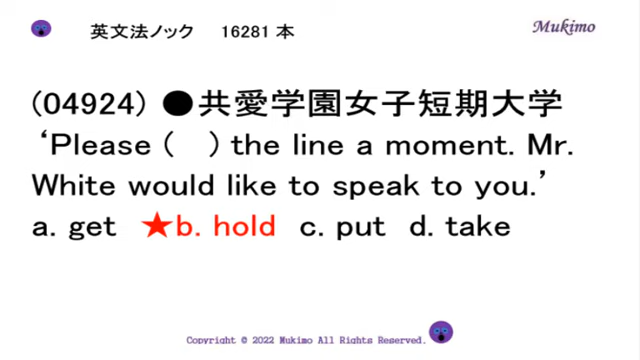 英文法ノック　16281 本
Mukimo
(04924) ●共愛学園女子短期大学
‘Please (　) the line a moment. Mr.
White would like to speak to you.’
a. get　★b. hold　c. put　d. take
Copyright © 2022 Mukimo All Rights Reserved.